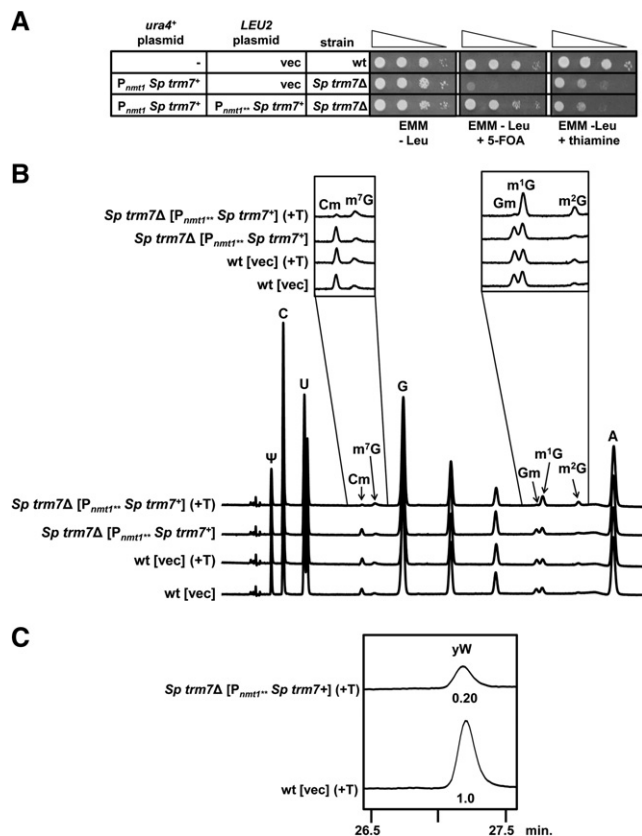 A
ura4+ plasmid LEU2 plasmid strain
- vec wt
Pnmt1 Sp trm7+ vec Sp trm7Δ
Pnmt1 Sp trm7+ Pnmt1** Sp trm7+ Sp trm7Δ
EMM - Leu
EMM - Leu + 5-FOA
EMM -Leu + thiamine
B
Cm m7G
Gm m1G m2G
Sp trm7Δ [Pnmt1** Sp trm7+] (+T)
Sp trm7Δ [Pnmt1** Sp trm7+]
wt [vec] (+T)
wt [vec]
Ψ C U Cm m7G G Gm m1G m2G A
Sp trm7Δ [Pnmt1** Sp trm7+] (+T)
Sp trm7Δ [Pnmt1** Sp trm7+]
wt [vec] (+T)
wt [vec]
C
yW
Sp trm7Δ [Pnmt1** Sp trm7+] (+T)
0.20
wt [vec] (+T)
1.0
26.5 27.5 min.